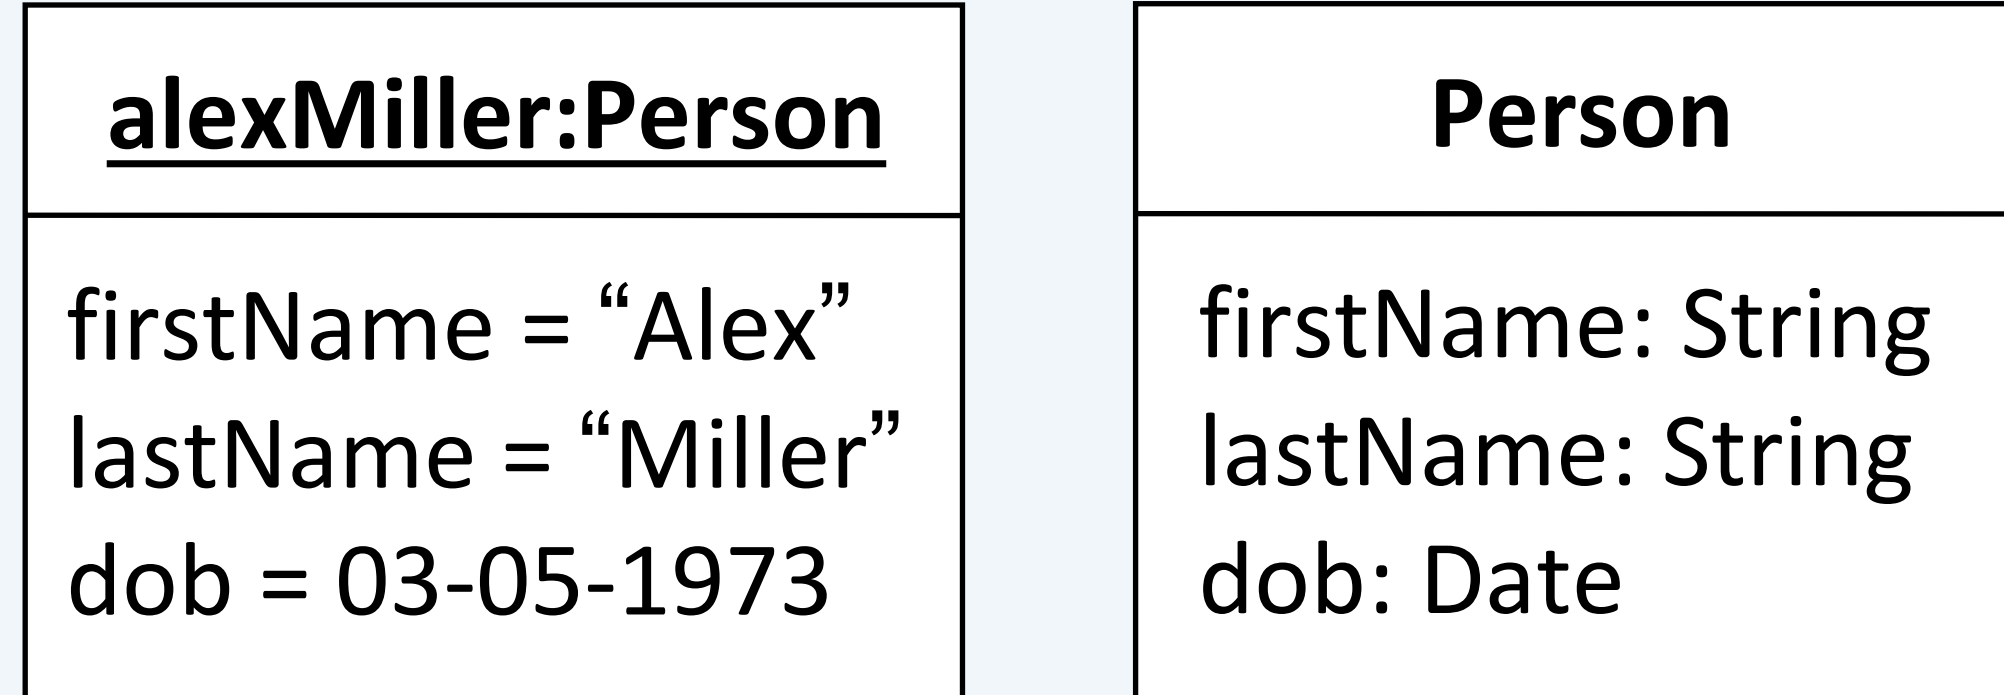 alexMiller:Person
firstName = “Alex”
lastName = “Miller”
dob = 03-05-1973
Person
firstName: String
lastName: String
dob: Date